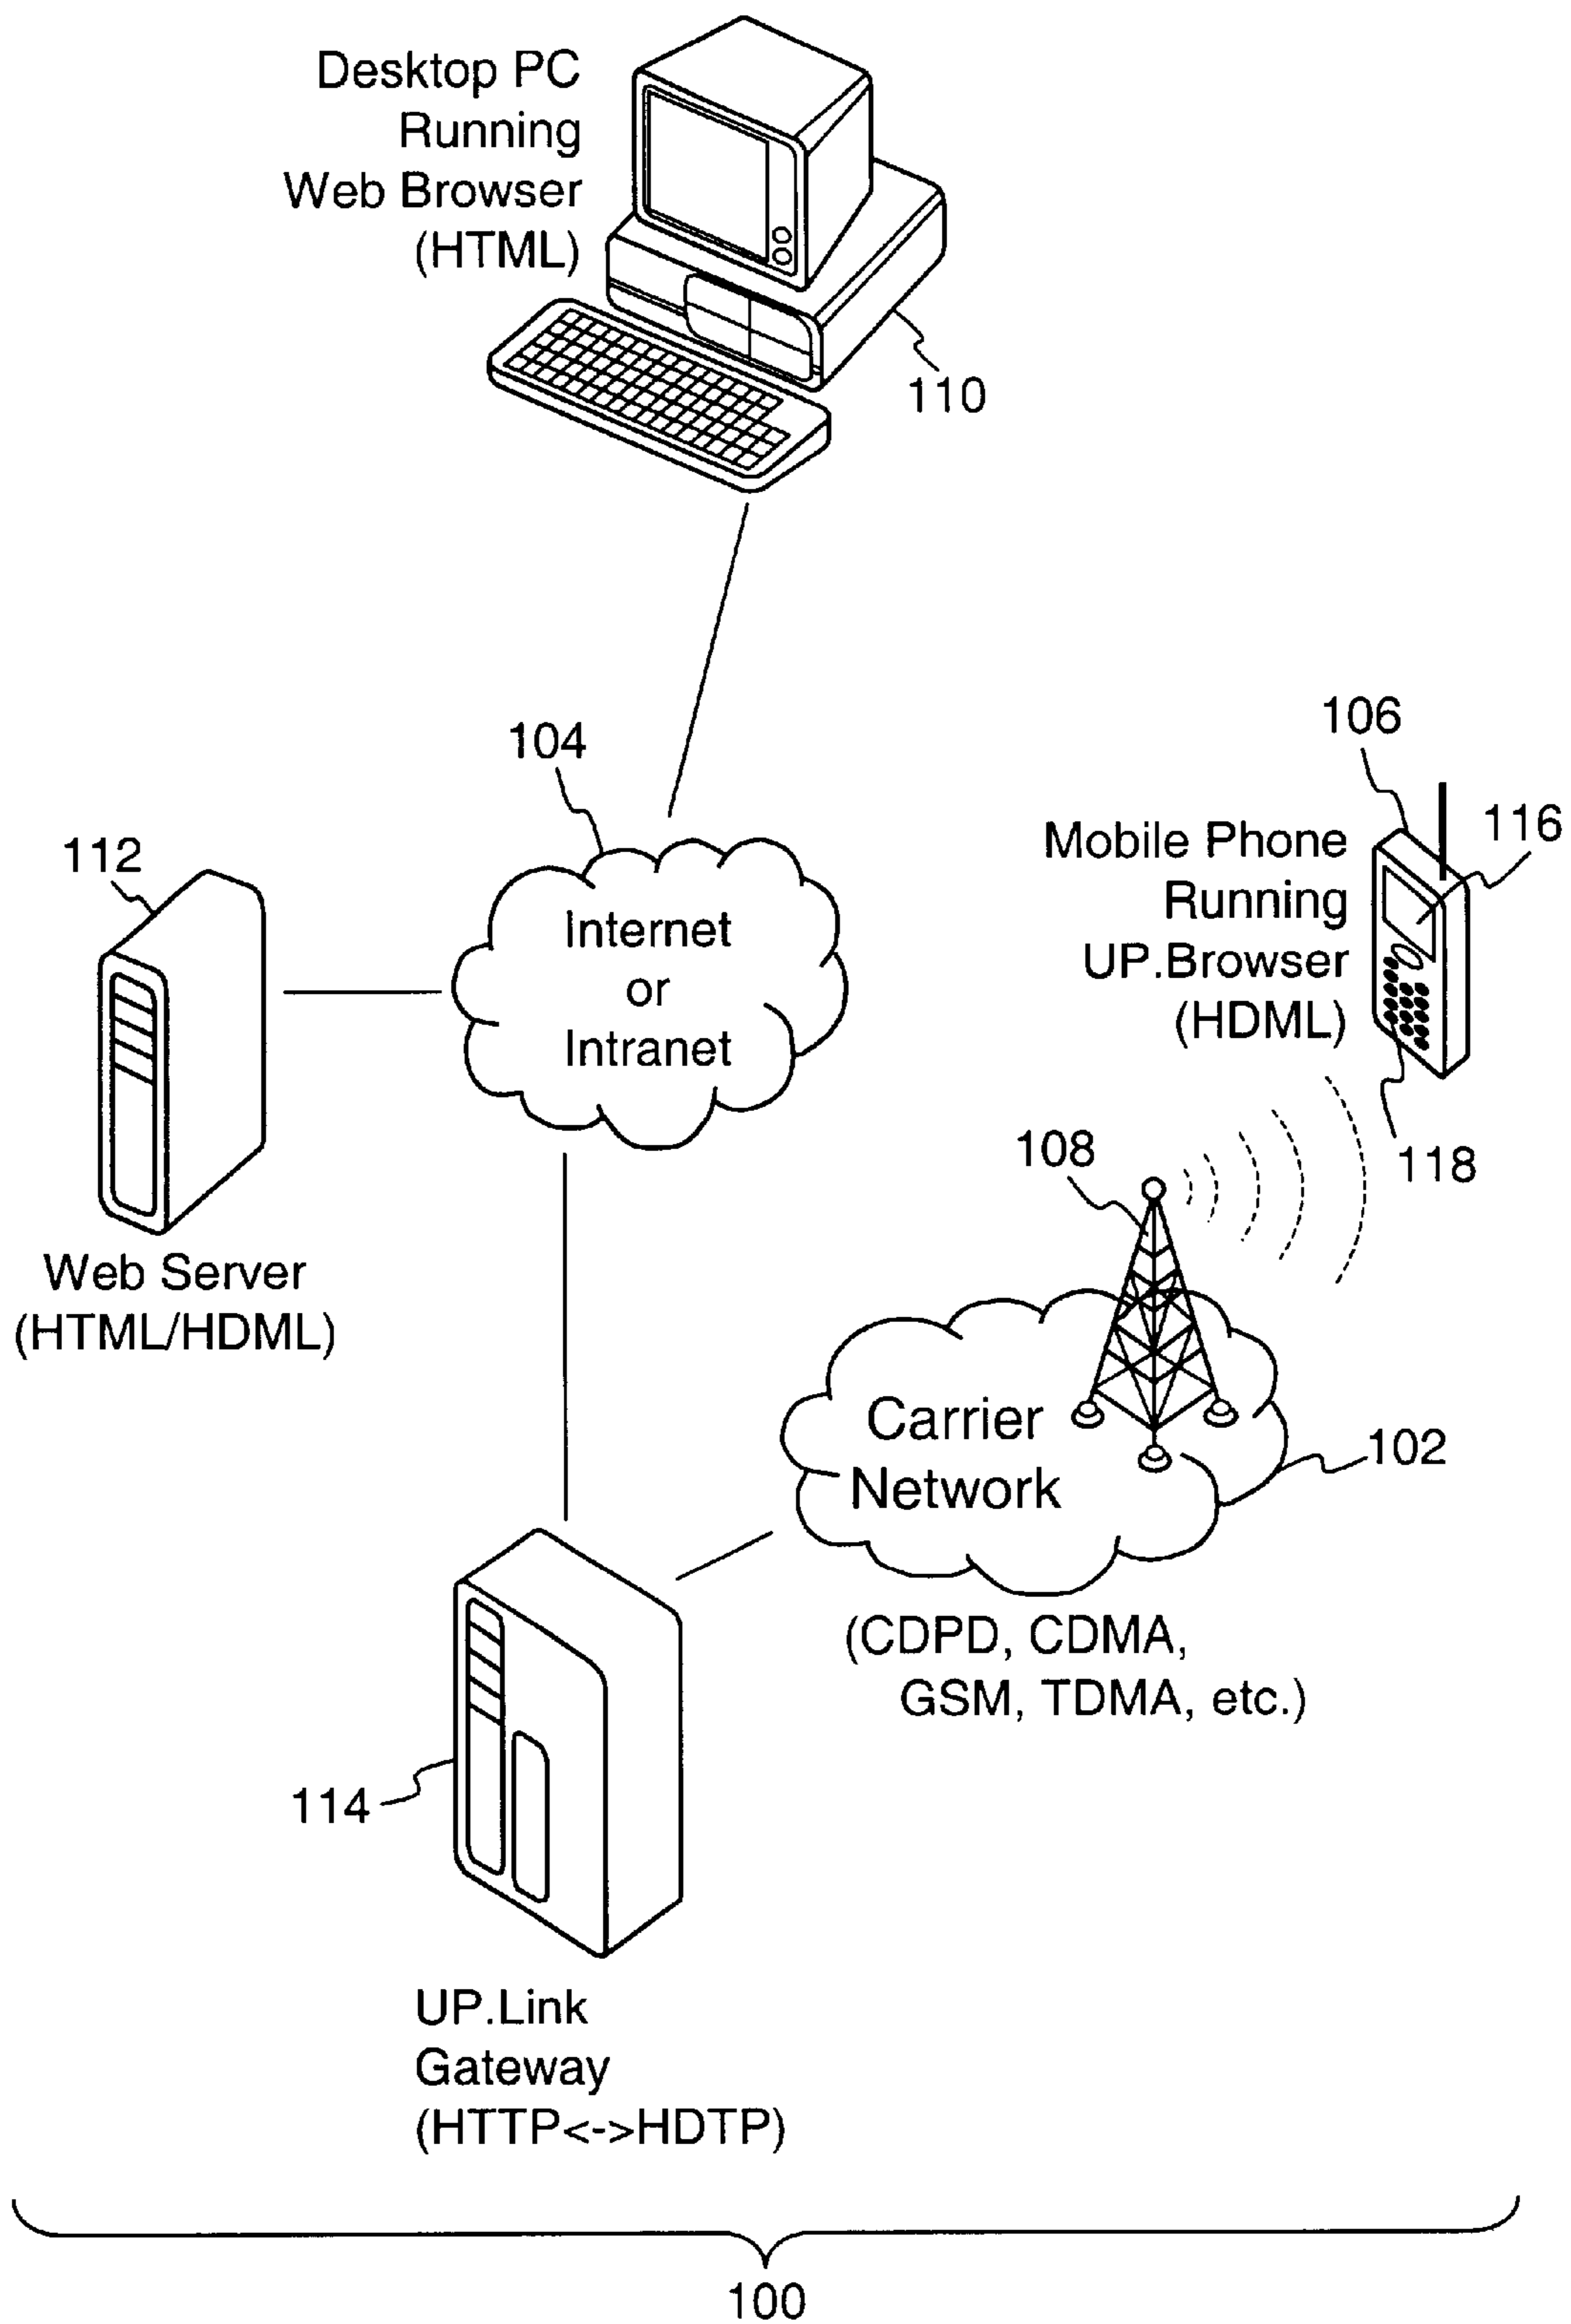 Desktop PC
Running
Web Browser
(HTML)
110
104
106
116
112
Mobile Phone
Running
UP.Browser
(HDML)
Internet
or
Intranet
118
108
Web Server
(HTML/HDML)
Carrier
Network
102
(CDPD, CDMA,
GSM, TDMA, etc.)
114
UP.Link
Gateway
(HTTP<->HDTP)
100